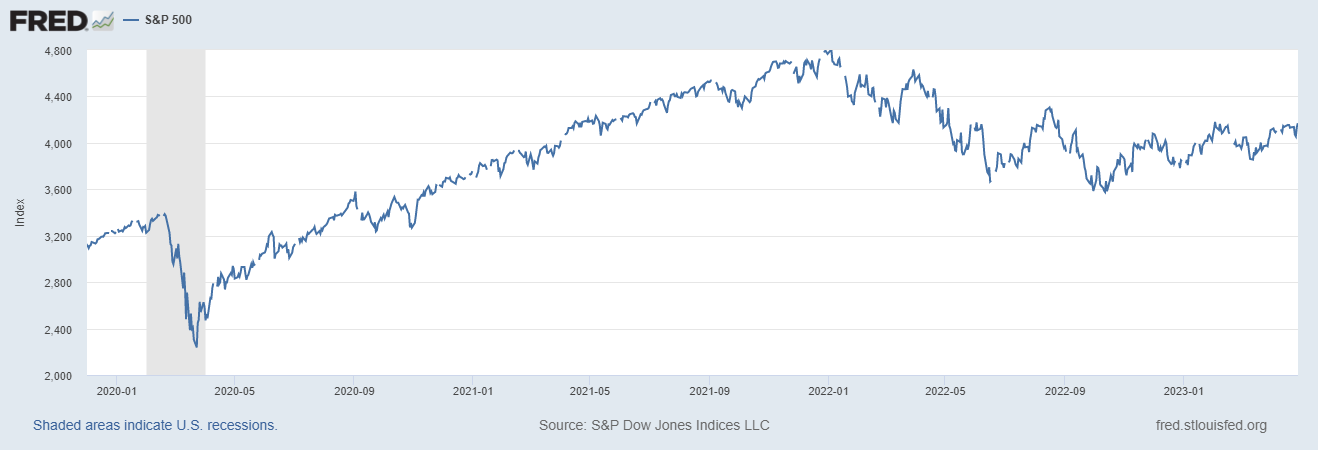 FRED
S&P 500
Index
4,800
4,400
4,000
3,600
3,200
2,800
2,400
2,000
2020-01 2020-05 2020-09 2021-01 2021-05 2021-09 2022-01 2022-05 2022-09 2023-01
Shaded areas indicate U.S. recessions. Source: S&P Dow Jones Indices LLC fred.stlouisfed.org